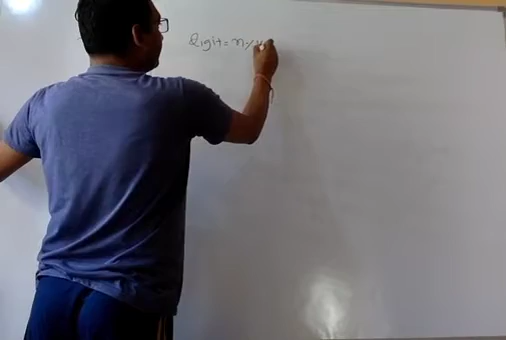 Digit = n%